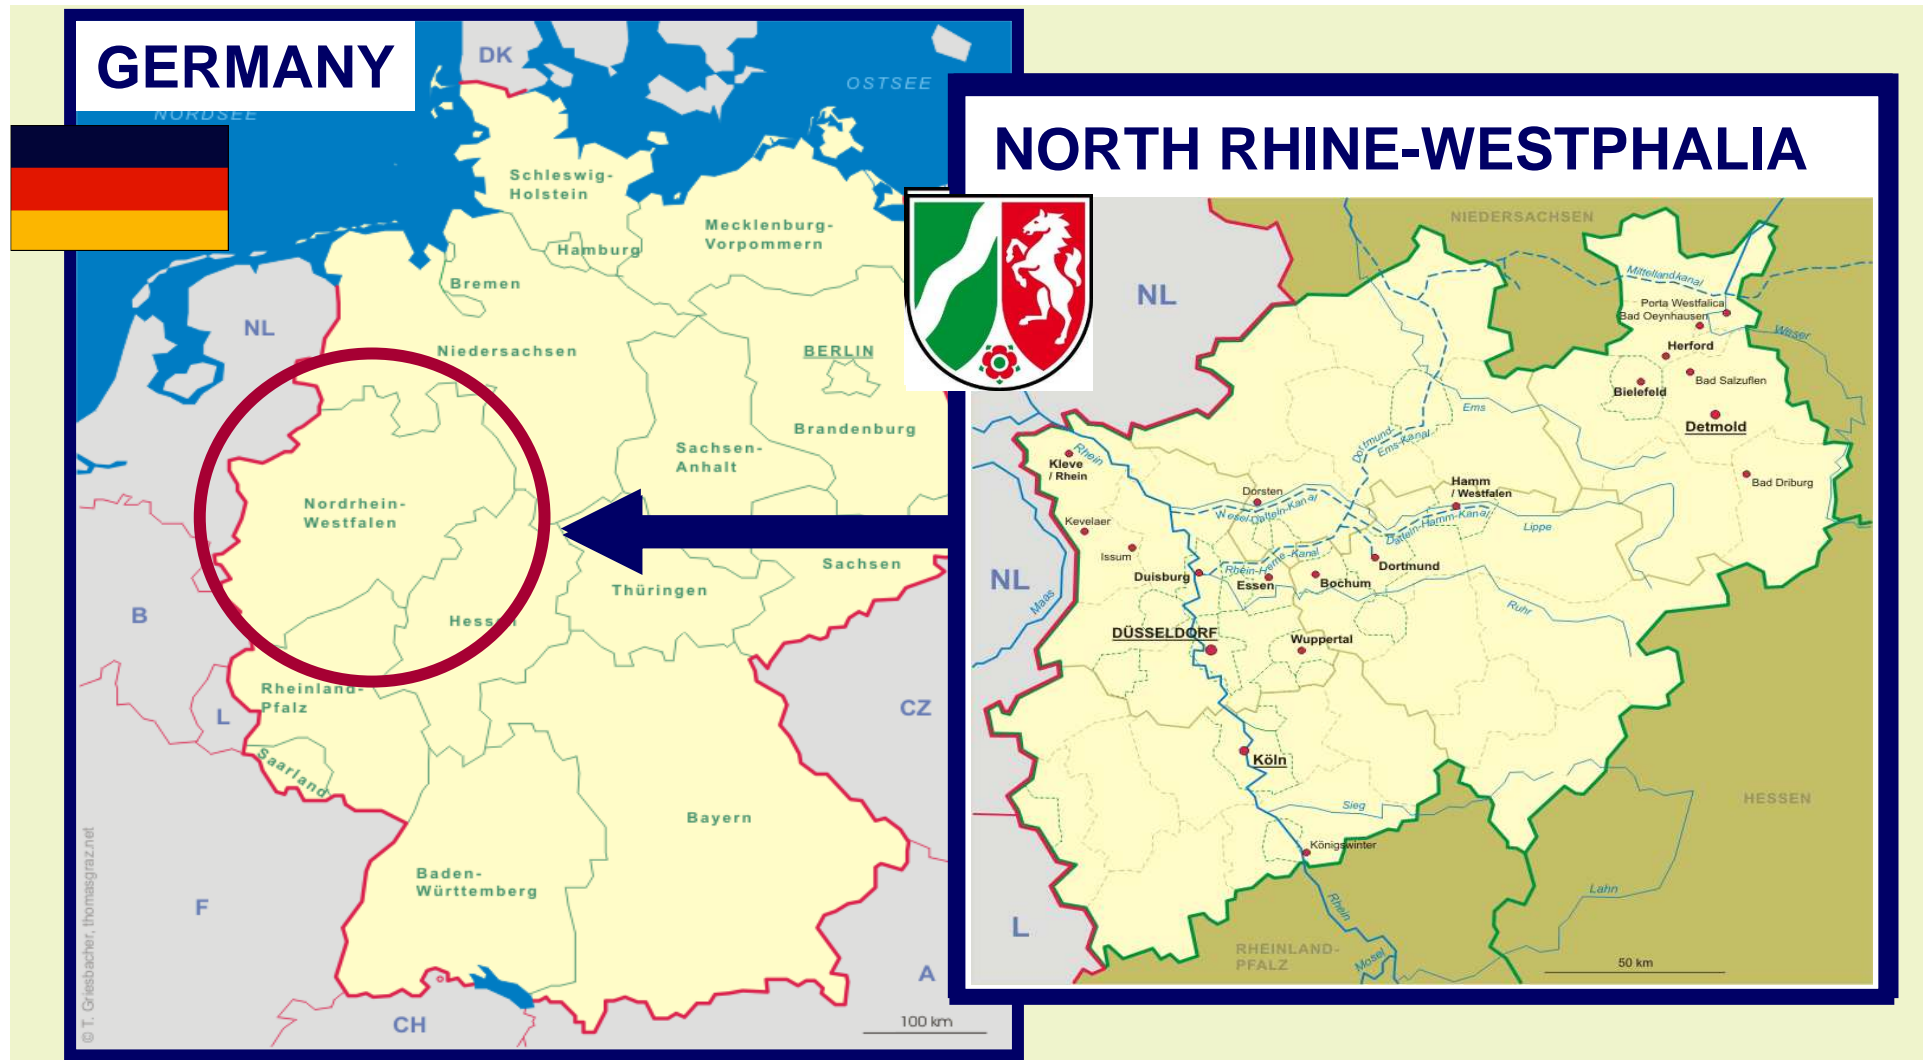 GERMANY
NORDSEE
DK
OSTSEE
Schleswig-
Holstein
Mecklenburg-
Vorpommern
Hamburg
Bremen
NL
Niedersachsen
BERLIN
Brandenburg
Sachsen-
Anhalt
Nordrhein-
Westfalen
Sachsen
Thüringen
B
Hessen
Rheinland-
Pfalz
L
CZ
Saarland
Bayern
Baden-
Württemberg
F
A
CH
100 km
© T. Griesbacher, thomasgraz.net
NORTH RHINE-WESTPHALIA
NIEDERSACHSEN
NL
Mittellandkanal
Porta Westfalica
Bad Oeynhausen
Weser
Herford
Bad Salzuflen
Bielefeld
Ems
Detmold
Dortmund-
Ems-Kanal
Rhein
Kleve
/ Rhein
Bad Driburg
Hamm
/ Westfalen
Dorsten
Wesel-Datteln-Kanal
Kevelaer
Datteln-Hamm-Kanal
Lippe
Issum
Rhein-Herne-Kanal
Dortmund
Duisburg
Essen
Bochum
NL
Maas
Ruhr
DÜSSELDORF
Wuppertal
Köln
Sieg
HESSEN
Königswinter
Lahn
Rhein
L
RHEINLAND-
PFALZ
Mosel
50 km